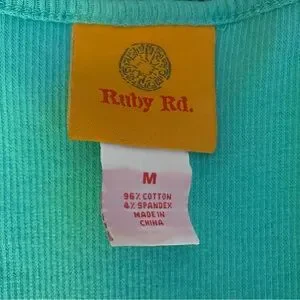 Ruby Rd.
M
96% COTTON
4% SPANDEX
MADE IN
CHINA